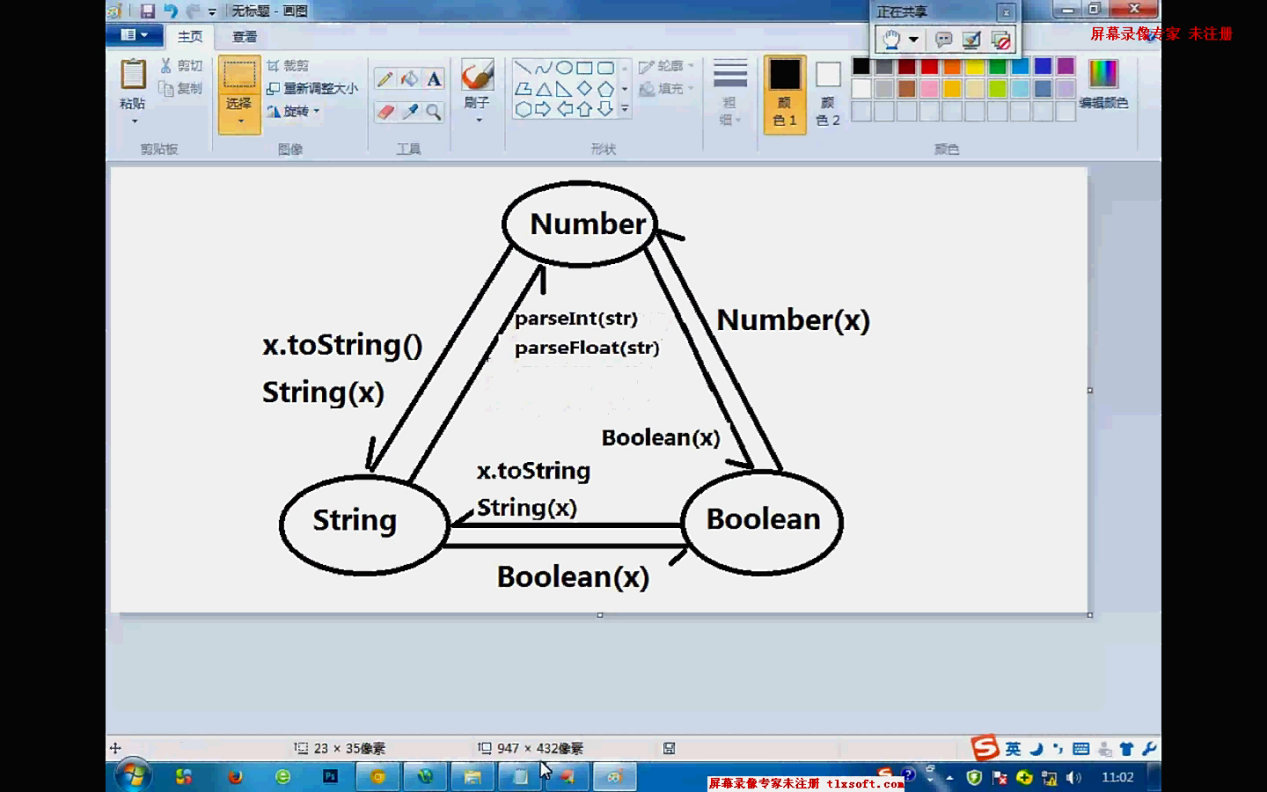 无标题 - 画图
正在共享
屏幕录像专家 未注册
主页
查看
剪切
复制
粘贴
裁剪
重新调整大小
旋转
选择
A
刷子
轮廓
填充
粗
细
颜
色 1
颜
色 2
编辑颜色
剪贴板
图像
工具
形状
颜色
Number
parseInt(str)
parseFloat(str)
Number(x)
x.toString()
String(x)
Boolean(x)
x.toString
String(x)
String
Boolean
Boolean(x)
23 × 35像素
947 × 432像素
英
Ps
11:02
屏幕录像专家未注册 tlxsoft.com